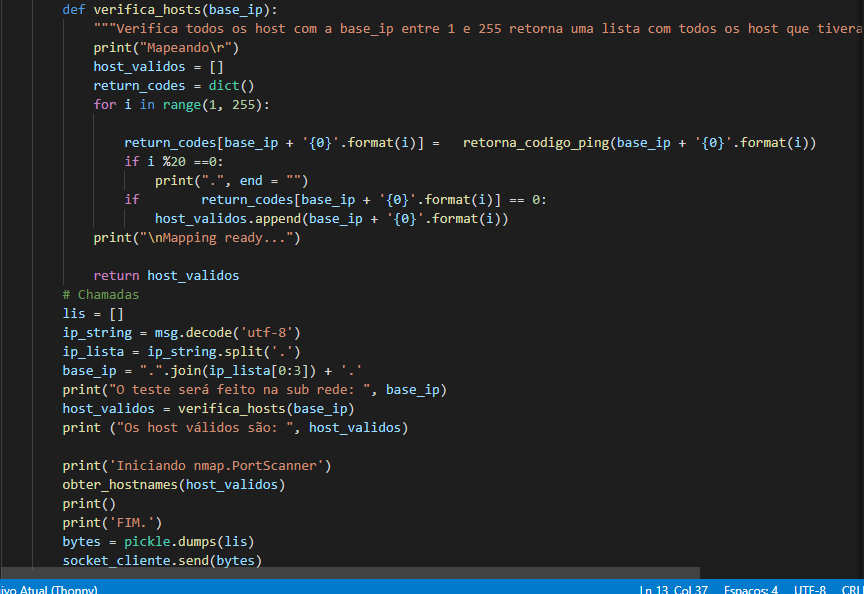 def verifica_hosts(base_ip):
"""Verifica todos os host com a base_ip entre 1 e 255 retorna uma lista com todos os host que tivera
print("Mapeando\r")
host_validos = []
return_codes = dict()
for i in range(1, 255):
return_codes[base_ip + '{0}'.format(i)] =   retorna_codigo_ping(base_ip + '{0}'.format(i))
if i %20 ==0:
print(".", end = "")
if        return_codes[base_ip + '{0}'.format(i)] == 0:
host_validos.append(base_ip + '{0}'.format(i))
print("\nMapping ready...")
return host_validos
# Chamadas
lis = []
ip_string = msg.decode('utf-8')
ip_lista = ip_string.split('.')
base_ip = ".".join(ip_lista[0:3]) + '.'
print("O teste será feito na sub rede: ", base_ip)
host_validos = verifica_hosts(base_ip)
print ("Os host válidos são: ", host_validos)
print('Iniciando nmap.PortScanner')
obter_hostnames(host_validos)
print()
print('FIM.')
bytes = pickle.dumps(lis)
socket_cliente.send(bytes)
ivo Atual (Thonny) Ln 13, Col 37 Espaços: 4 UTF-8 CRL